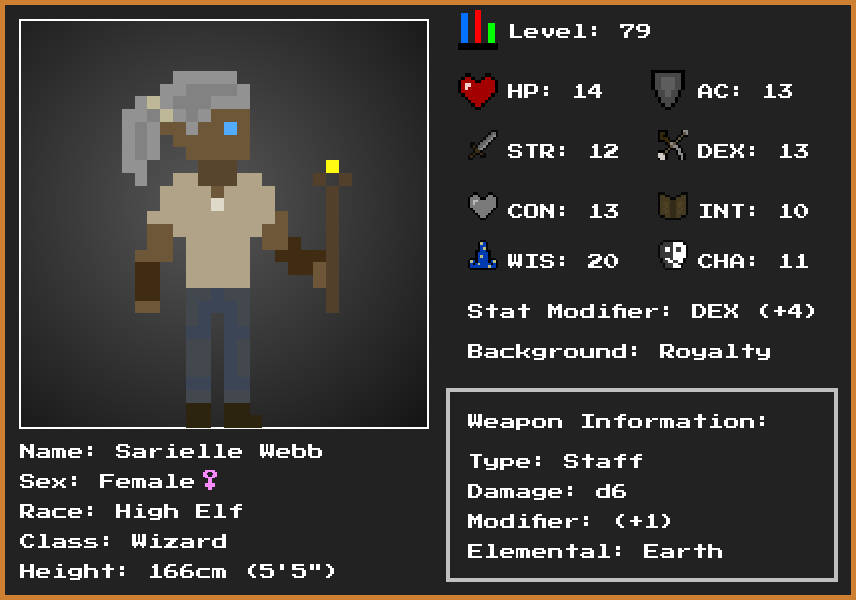 Level: 79
HP: 14 AC: 13
STR: 12 DEX: 13
CON: 13 INT: 10
WIS: 20 CHA: 11
Stat Modifier: DEX (+4)
Background: Royalty
Weapon Information:
Type: Staff
Damage: d6
Modifier: (+1)
Elemental: Earth
Name: Sarielle Webb
Sex: Female♀
Race: High Elf
Class: Wizard
Height: 166cm (5'5")